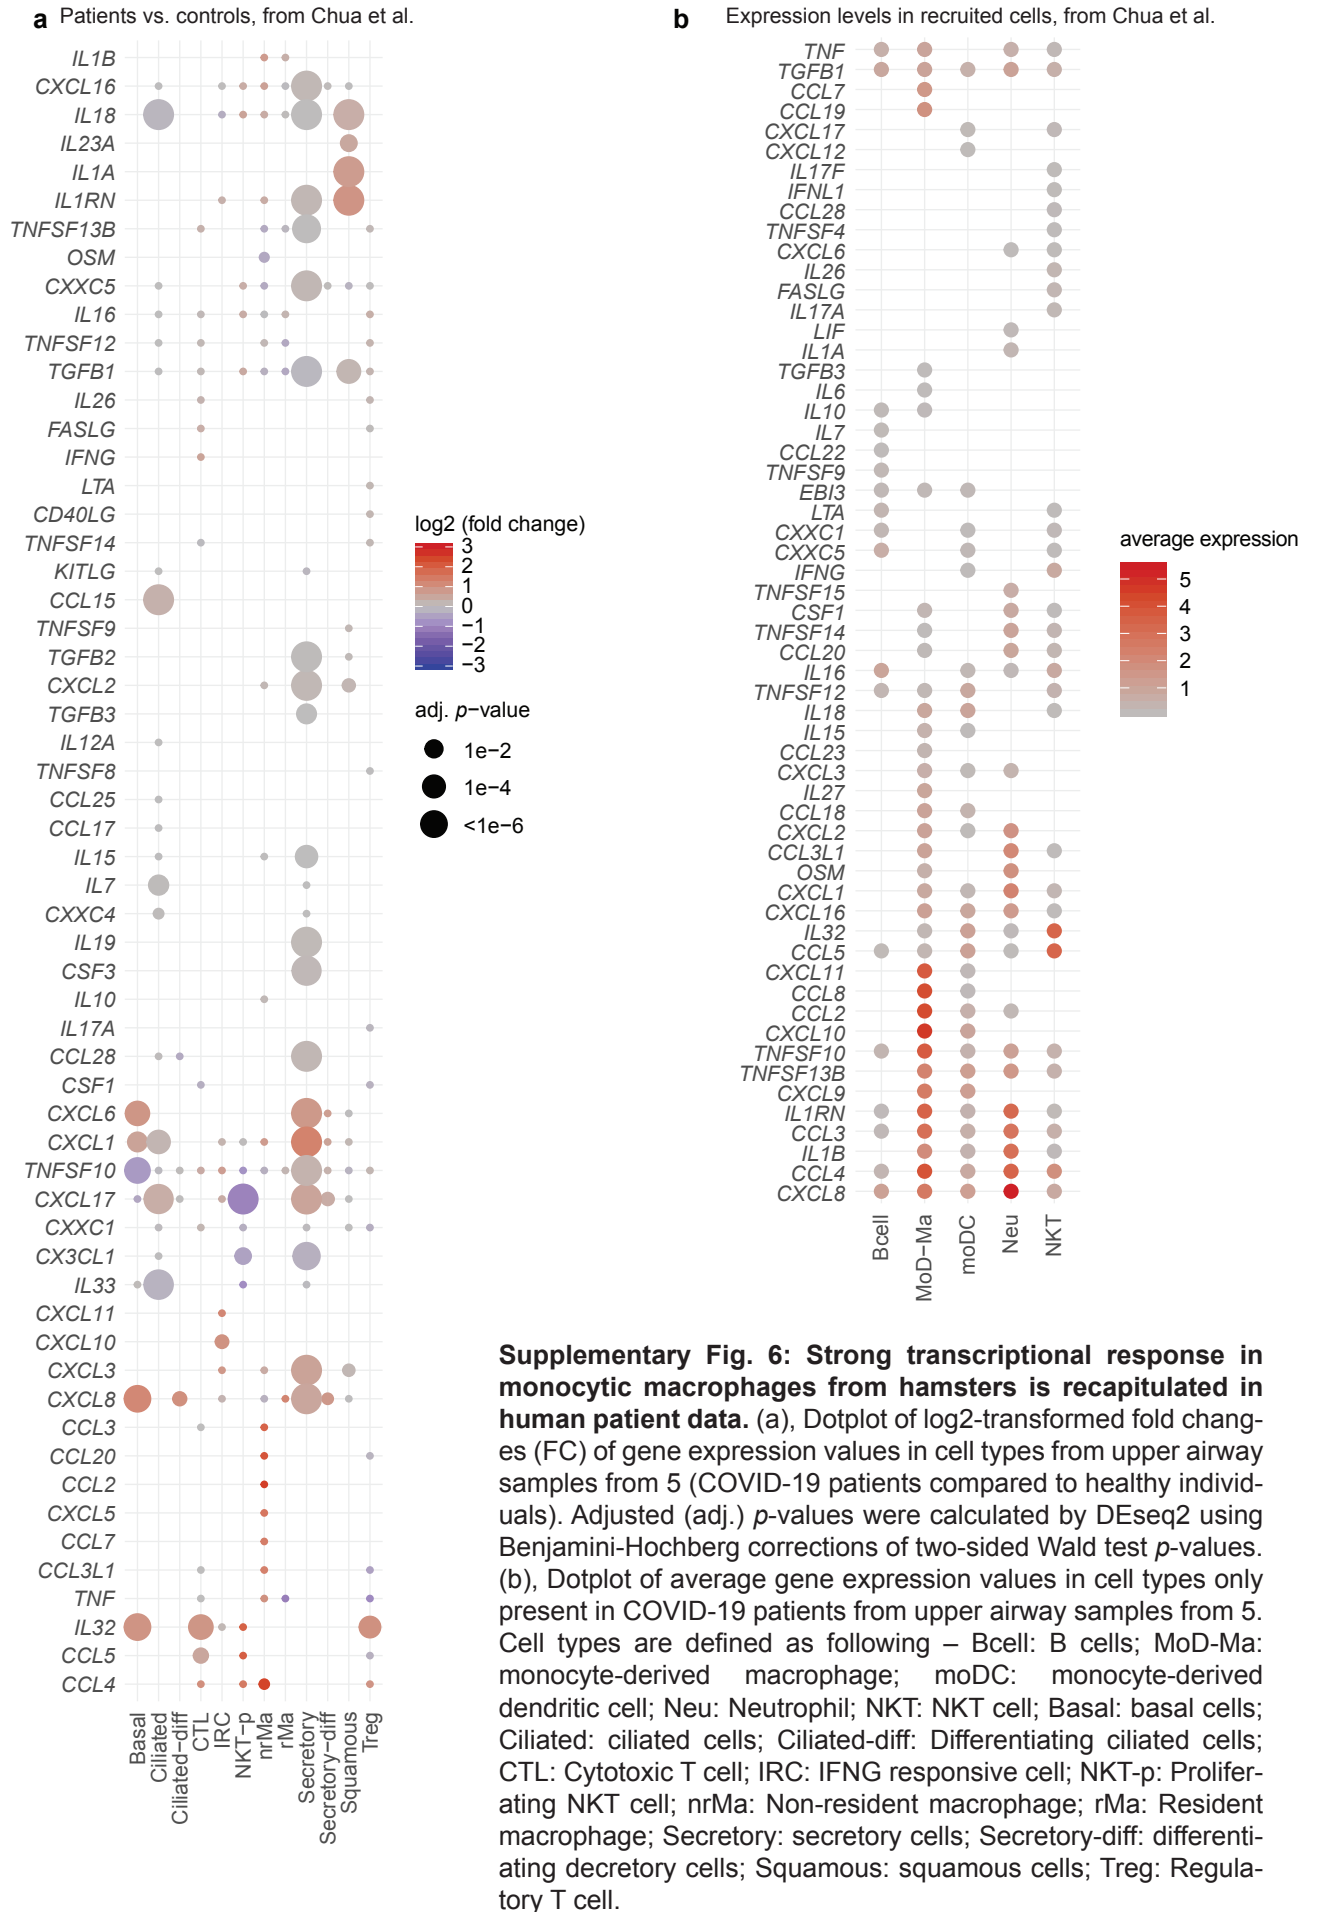 a Patients vs. controls, from Chua et al.
IL1B
CXCL16
IL18
IL23A
IL1A
IL1RN
TNFSF13B
OSM
CXXC5
IL16
TNFSF12
TGFB1
IL26
FASLG
IFNG
LTA
CD40LG
TNFSF14
KITLG
CCL15
TNFSF9
TGFB2
CXCL2
TGFB3
IL12A
TNFSF8
CCL25
CCL17
IL15
IL7
CXXC4
IL19
CSF3
IL10
IL17A
CCL28
CSF1
CXCL6
CXCL1
TNFSF10
CXCL17
CXXC1
CX3CL1
IL33
CXCL11
CXCL10
CXCL3
CXCL8
CCL3
CCL20
CCL2
CXCL5
CCL7
CCL3L1
TNF
IL32
CCL5
CCL4
Basal
Ciliated
Ciliated−diff
CTL
IRC
NKT−p
nrMa
rMa
Secretory
Secretory−diff
Squamous
Treg
log2 (fold change)
3
2
1
0
−1
−2
−3
adj. p−value
1e−2
1e−4
<1e−6
b Expression levels in recruited cells, from Chua et al.
TNF
TGFB1
CCL7
CCL19
CXCL17
CXCL12
IL17F
IFNL1
CCL28
TNFSF4
CXCL6
IL26
FASLG
IL17A
LIF
IL1A
TGFB3
IL6
IL10
IL7
CCL22
TNFSF9
EBI3
LTA
CXXC1
CXXC5
IFNG
TNFSF15
CSF1
TNFSF14
CCL20
IL16
TNFSF12
IL18
IL15
CCL23
CXCL3
IL27
CCL18
CXCL2
CCL3L1
OSM
CXCL1
CXCL16
IL32
CCL5
CXCL11
CCL8
CCL2
CXCL10
TNFSF10
TNFSF13B
CXCL9
IL1RN
CCL3
IL1B
CCL4
CXCL8
Bcell
MoD−Ma
moDC
Neu
NKT
average expression
5
4
3
2
1
Supplementary Fig. 6: Strong transcriptional response in
monocytic macrophages from hamsters is recapitulated in
human patient data. (a), Dotplot of log2-transformed fold chang-
es (FC) of gene expression values in cell types from upper airway
samples from 5 (COVID-19 patients compared to healthy individ-
uals). Adjusted (adj.) p-values were calculated by DEseq2 using
Benjamini-Hochberg corrections of two-sided Wald test p-values.
(b), Dotplot of average gene expression values in cell types only
present in COVID-19 patients from upper airway samples from 5.
Cell types are defined as following – Bcell: B cells; MoD-Ma:
monocyte-derived macrophage; moDC: monocyte-derived
dendritic cell; Neu: Neutrophil; NKT: NKT cell; Basal: basal cells;
Ciliated: ciliated cells; Ciliated-diff: Differentiating ciliated cells;
CTL: Cytotoxic T cell; IRC: IFNG responsive cell; NKT-p: Prolifer-
ating NKT cell; nrMa: Non-resident macrophage; rMa: Resident
macrophage; Secretory: secretory cells; Secretory-diff: differenti-
ating decretory cells; Squamous: squamous cells; Treg: Regula-
tory T cell.